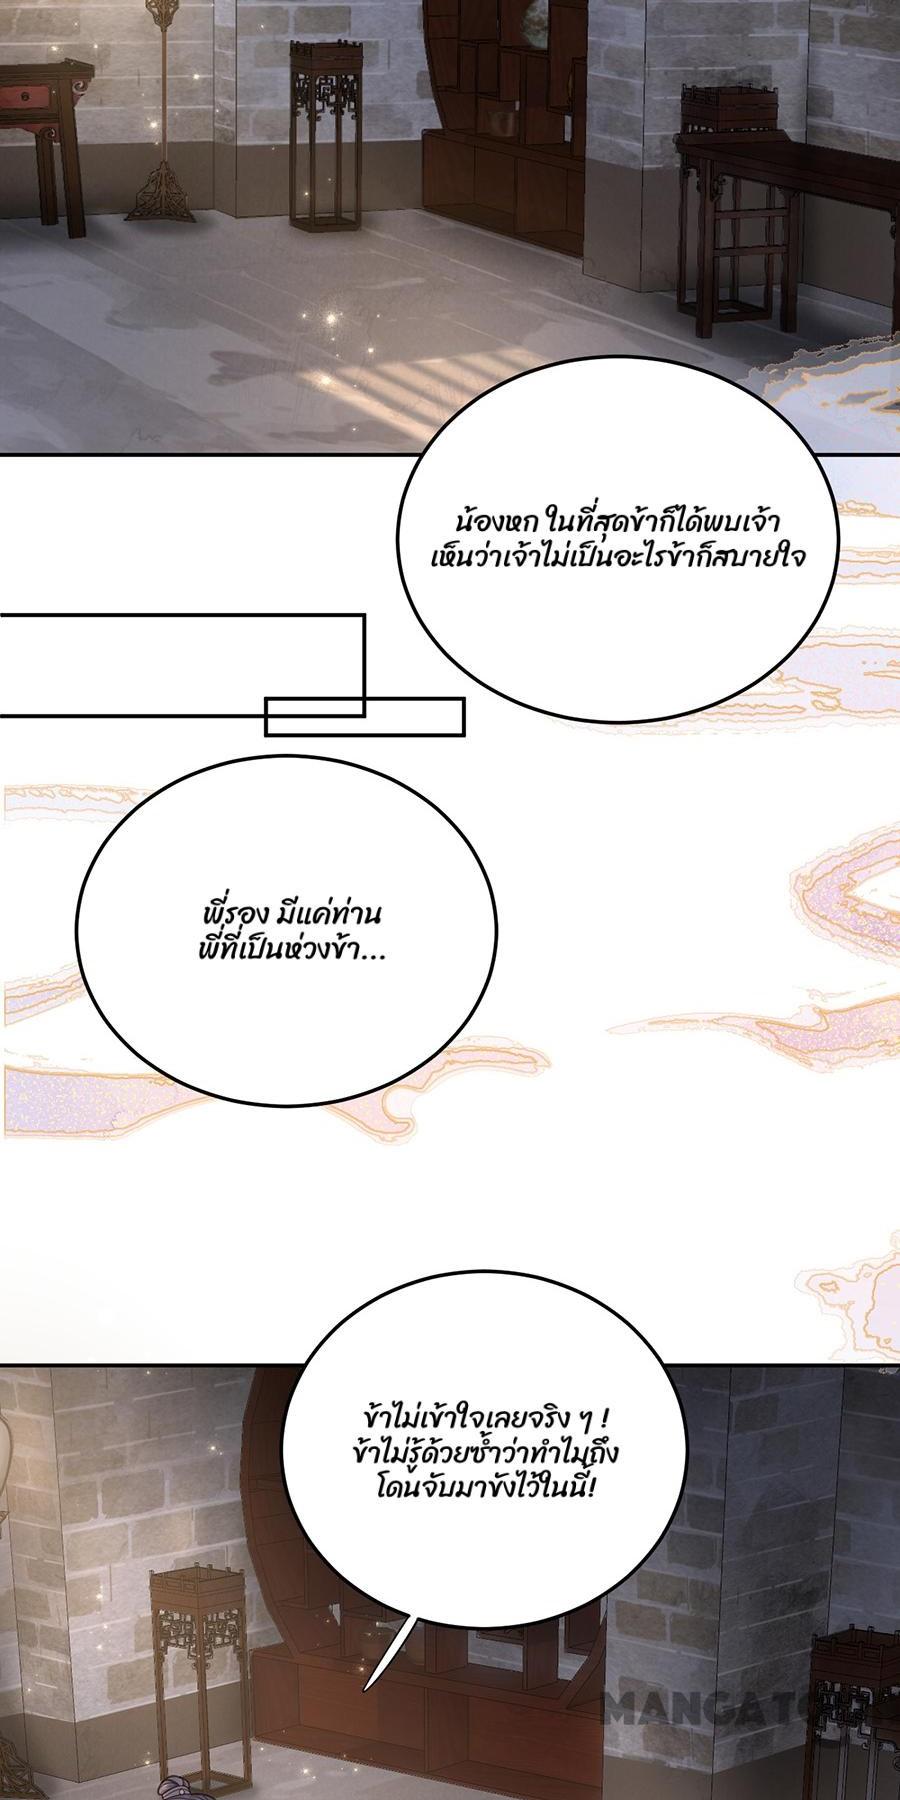 น้องหก ในที่สุดข้าก็ได้พบเจ้า
เห็นว่าเจ้าไม่เป็นอะไรข้าก็สบายใจ
พี่รอง มีแค่ท่าน
พี่ที่เป็นห่วงข้า...
ข้าไม่เข้าใจเลยจริง ๆ !
ข้าไม่รู้ด้วยซ้ำว่าทำไมถึง
โดนจับมาขังไว้ในนี้!